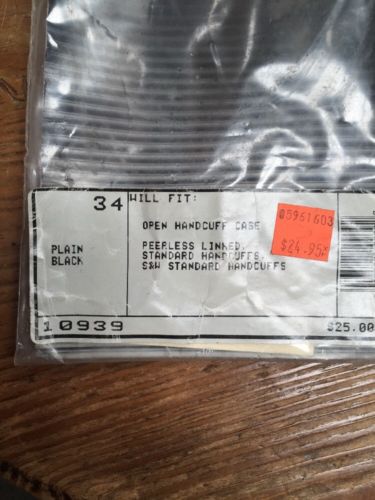 34
WILL FIT:
OPEN HANDCUFF CASE
PLAIN
BLACK
PEERLESS LINKED,
STANDARD HANDCUFFS,
S&W STANDARD HANDCUFFS
05961603
$24.95
10939
$25.00